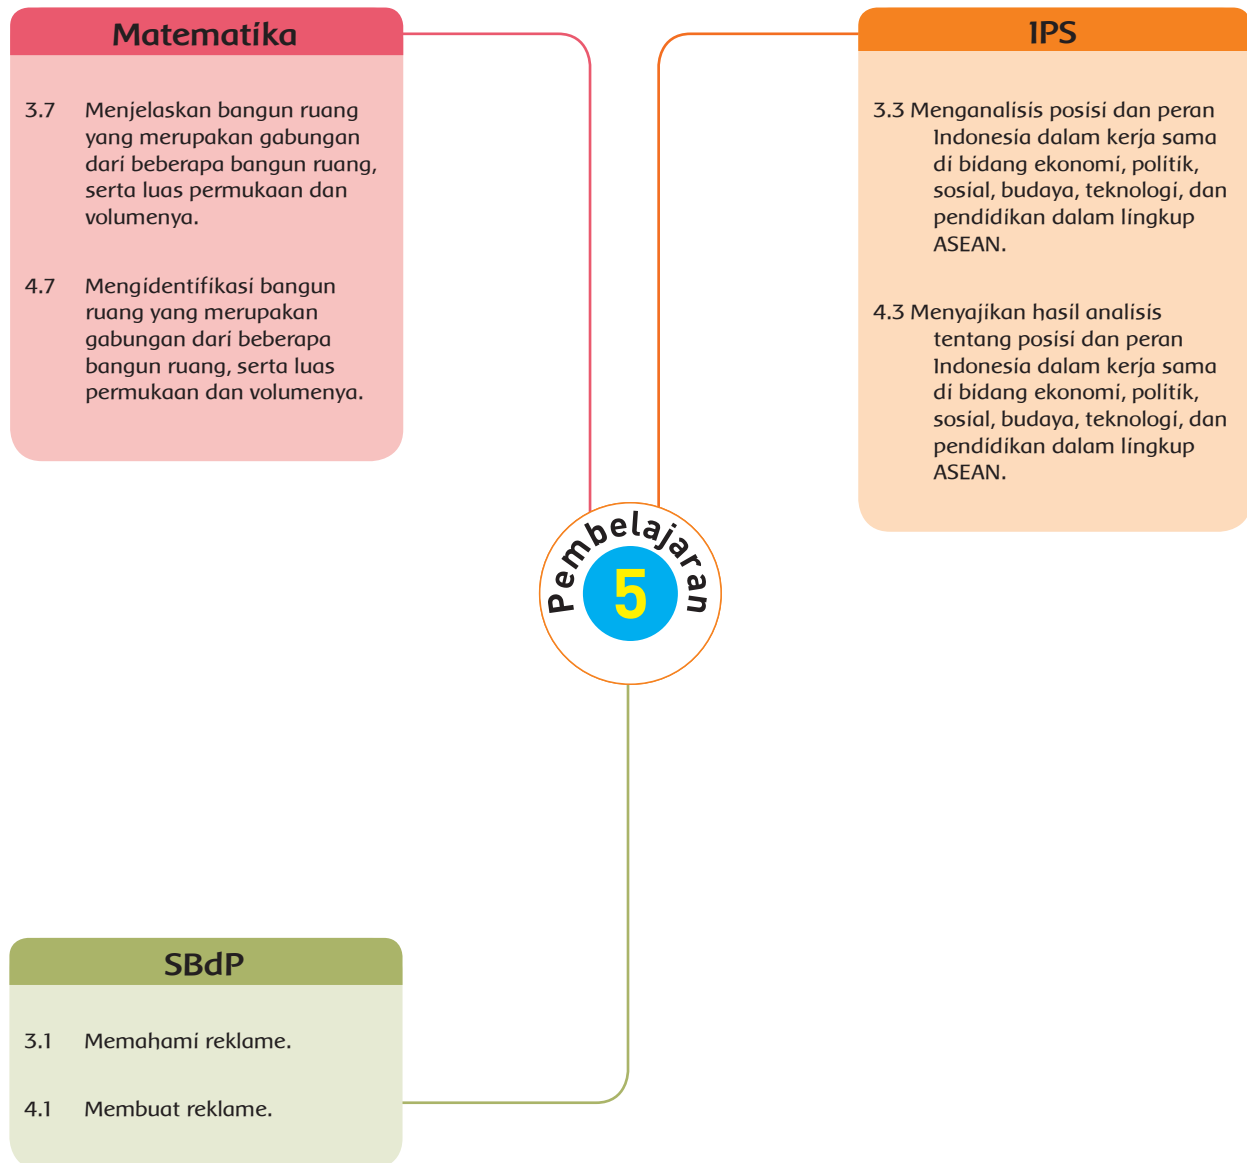 Matematika
3.7 Menjelaskan bangun ruang
yang merupakan gabungan
dari beberapa bangun ruang,
serta luas permukaan dan
volumenya.
4.7 Mengidentifikasi bangun
ruang yang merupakan
gabungan dari beberapa
bangun ruang, serta luas
permukaan dan volumenya.
IPS
3.3 Menganalisis posisi dan peran
Indonesia dalam kerja sama
di bidang ekonomi, politik,
sosial, budaya, teknologi, dan
pendidikan dalam lingkup
ASEAN.
4.3 Menyajikan hasil analisis
tentang posisi dan peran
Indonesia dalam kerja sama
di bidang ekonomi, politik,
sosial, budaya, teknologi, dan
pendidikan dalam lingkup
ASEAN.
Pembelajaran
5
SBdP
3.1 Memahami reklame.
4.1 Membuat reklame.